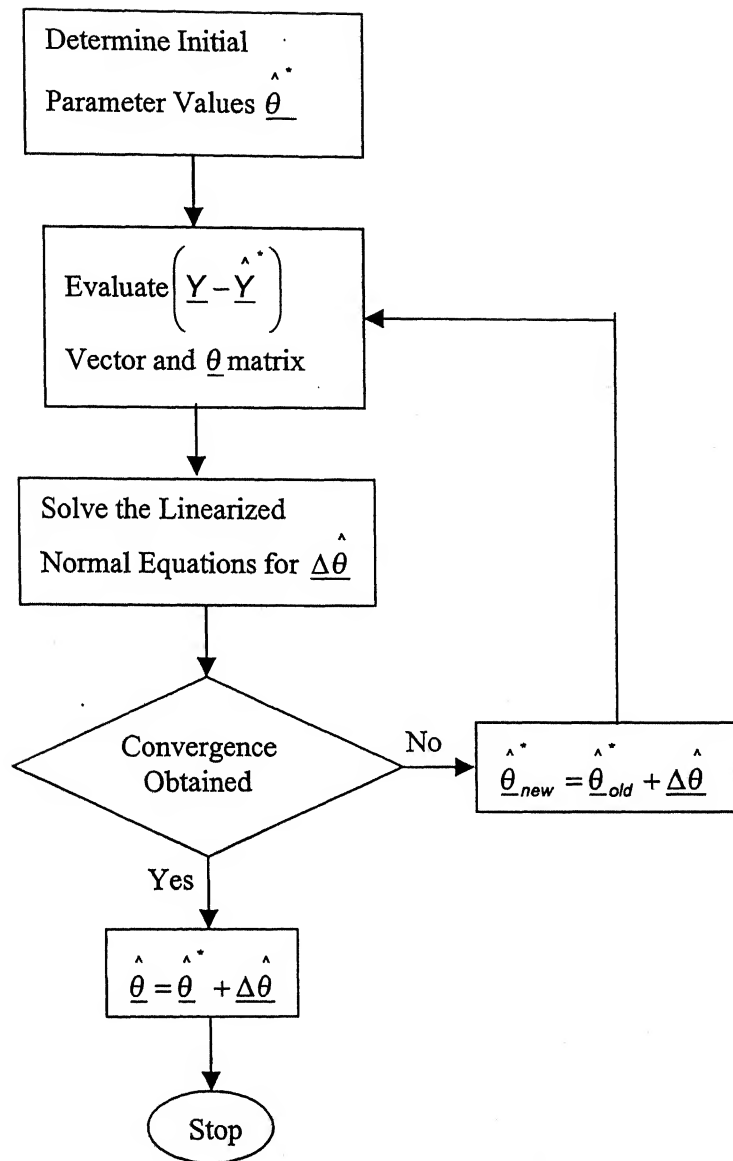 Determine Initial
Parameter Values θ̂*
Evaluate (Y − Ŷ*)
Vector and θ matrix
Solve the Linearized
Normal Equations for Δθ̂
Convergence
Obtained
No
θ̂*new = θ̂*old + Δθ̂
Yes
θ̂ = θ̂* + Δθ̂
Stop